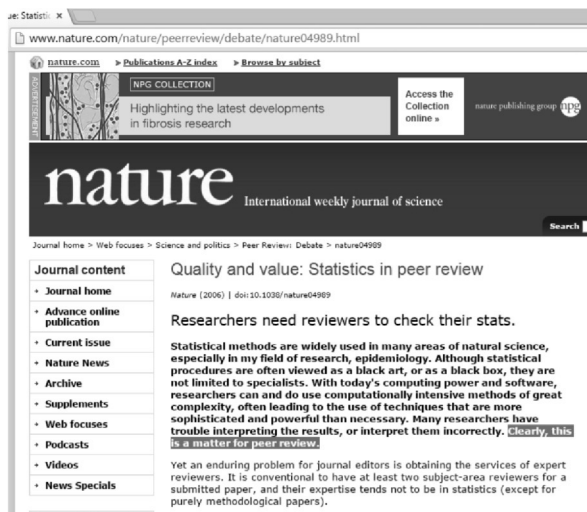 ue: Statistic ×
www.nature.com/nature/peerreview/debate/nature04989.html
nature.com Publications A-Z index Browse by subject
ADVERTISEMENT
NPG COLLECTION
Highlighting the latest developments
in fibrosis research
Access the
Collection
online »
nature publishing group npg
nature International weekly journal of science
Search
Journal home > Web focuses > Science and politics > Peer Review: Debate > nature04989
Journal content
Journal home
Advance online
publication
Current issue
Nature News
Archive
Supplements
Web focuses
Podcasts
Videos
News Specials
Quality and value: Statistics in peer review
Nature (2006) | doi:10.1038/nature04989
Researchers need reviewers to check their stats.
Statistical methods are widely used in many areas of natural science,
especially in my field of research, epidemiology. Although statistical
procedures are often viewed as a black art, or as a black box, they are
not limited to specialists. With today's computing power and software,
researchers can and do use computationally intensive methods of great
complexity, often leading to the use of techniques that are more
sophisticated and powerful than necessary. Many researchers have
trouble interpreting the results, or interpret them incorrectly. Clearly, this
is a matter for peer review.
Yet an enduring problem for journal editors is obtaining the services of expert
reviewers. It is conventional to have at least two subject-area reviewers for a
submitted paper, and their expertise tends not to be in statistics (except for
purely methodological papers).